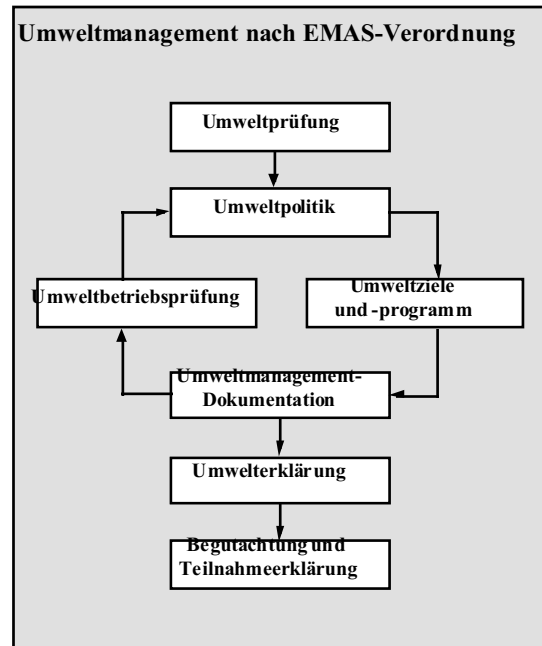 Umweltmanagement nach EMAS-Verordnung
Umweltprüfung
Umweltpolitik
Umweltbetriebsprüfung
Umweltziele
und -programm
Umweltmanagement-
Dokumentation
Umwelterklärung
Begutachtung und
Teilnahmeerklärung